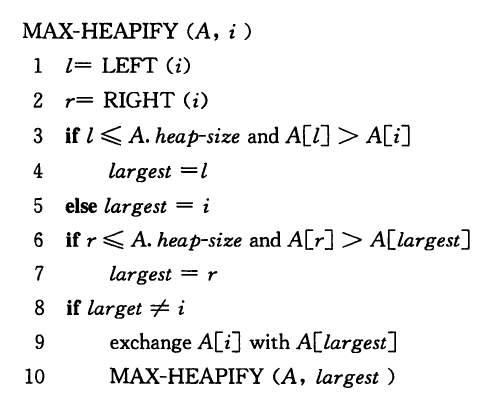 MAX-HEAPIFY (A, i )
1 l= LEFT (i)
2 r= RIGHT (i)
3 if l ⩽ A. heap-size and A[l] > A[i]
4 largest =l
5 else largest = i
6 if r ⩽ A. heap-size and A[r] > A[largest]
7 largest = r
8 if larget ≠ i
9 exchange A[i] with A[largest]
10 MAX-HEAPIFY (A, largest )